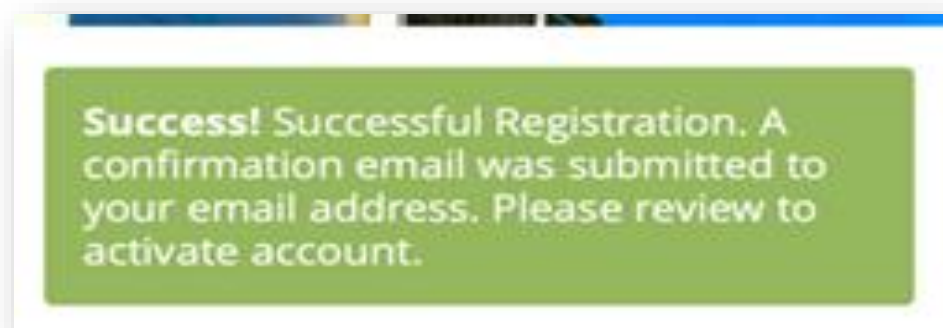 Success! Successful Registration. A
confirmation email was submitted to
your email address. Please review to
activate account.